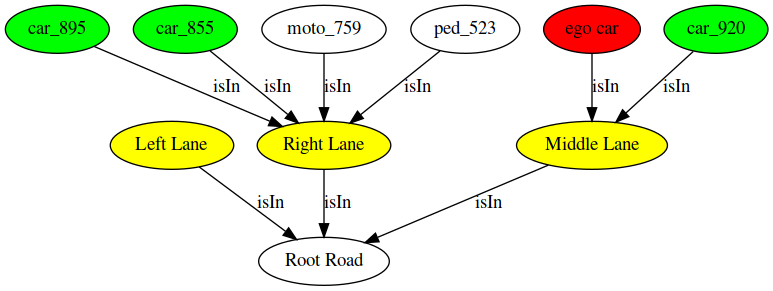 car_895 car_855 moto_759 ped_523 ego car car_920
isIn isIn isIn isIn isIn isIn
Left Lane Right Lane Middle Lane
isIn isIn isIn
Root Road